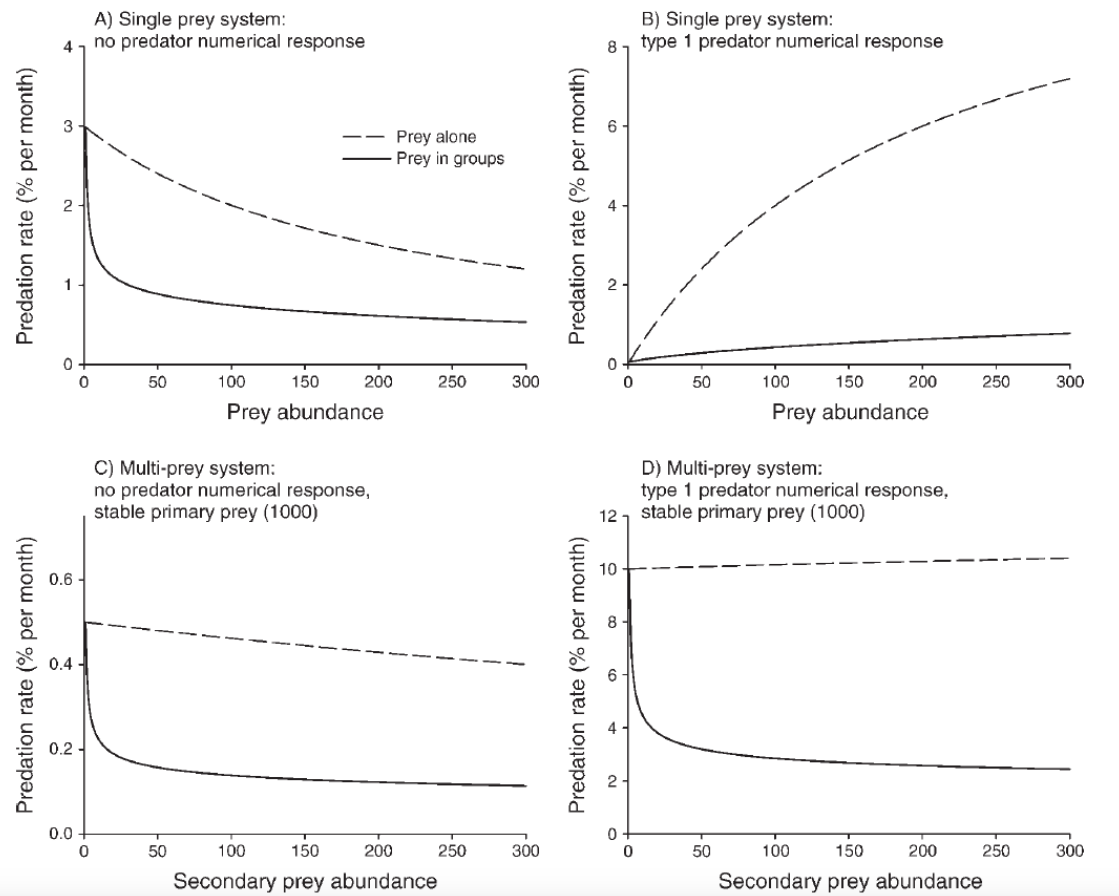 A) Single prey system:
no predator numerical response
4
3
2
1
0
Predation rate (% per month)
Prey alone
Prey in groups
0 50 100 150 200 250 300
Prey abundance
B) Single prey system:
type 1 predator numerical response
8
6
4
2
0
Predation rate (% per month)
0 50 100 150 200 250 300
Prey abundance
C) Multi-prey system:
no predator numerical response,
stable primary prey (1000)
0.6
0.4
0.2
0.0
Predation rate (% per month)
0 50 100 150 200 250 300
Secondary prey abundance
D) Multi-prey system:
type 1 predator numerical response,
stable primary prey (1000)
12
10
8
6
4
2
0
Predation rate (% per month)
0 50 100 150 200 250 300
Secondary prey abundance